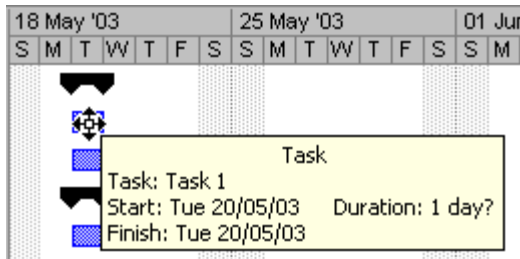 18 May '03 25 May '03 01 Jun
S M T W T F S S M T W T F S S M
Task
Task: Task 1
Start: Tue 20/05/03 Duration: 1 day?
Finish: Tue 20/05/03